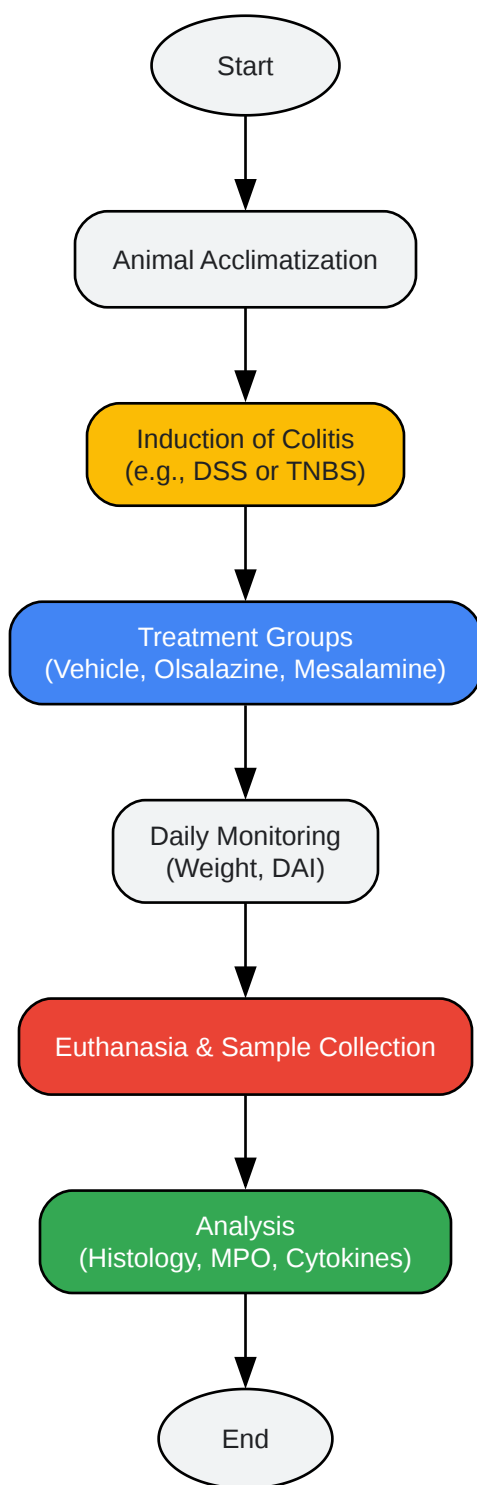 Start
Animal Acclimatization
Induction of Colitis
(e.g., DSS or TNBS)
Treatment Groups
(Vehicle, Olsalazine, Mesalamine)
Daily Monitoring
(Weight, DAI)
Euthanasia & Sample Collection
Analysis
(Histology, MPO, Cytokines)
End